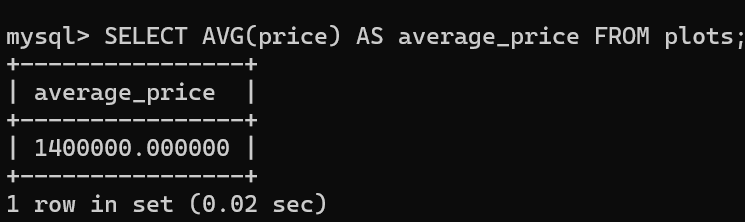 mysql> SELECT AVG(price) AS average_price FROM plots;
+----------------+
| average_price  |
+----------------+
| 1400000.000000 |
+----------------+
1 row in set (0.02 sec)